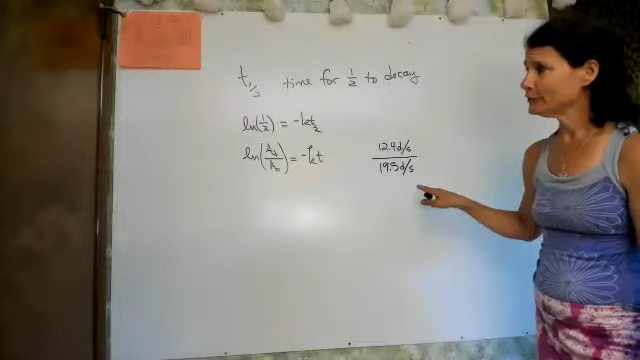 t1/2 time for 1/2 to decay
ln(1/2) = -kt1/2
ln(At/A0) = -kt
12.4d/s
19.5d/s